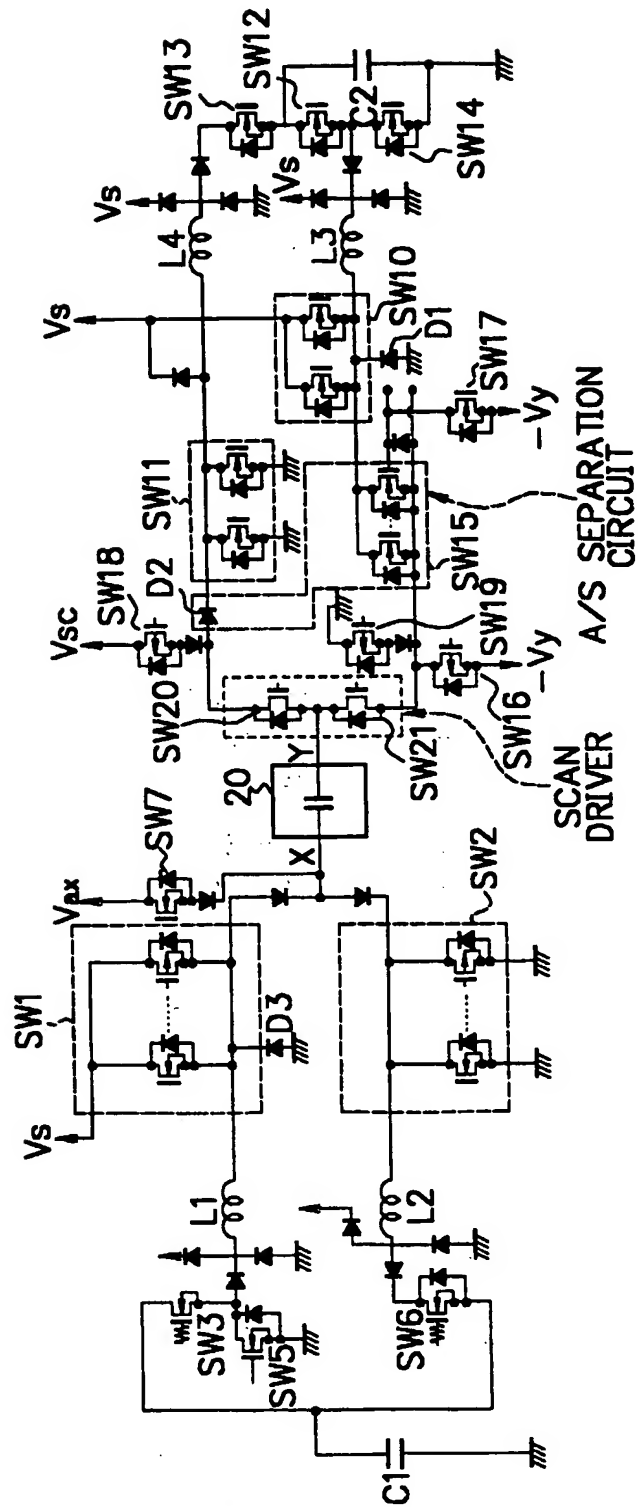 Vs
SW1
Vax
SW7
SW3
SW5
L1
D3
X
20
Y
C1
SW6
L2
SW2
SW20
SW21
SCAN
DRIVER
Vsc
SW18
D2
SW11
SW19
SW16
-Vy
SW15
A/S SEPARATION
CIRCUIT
Vs
SW10
D1
SW17
-Vy
Vs
L4
Vs
L3
SW13
SW12
C2
SW14